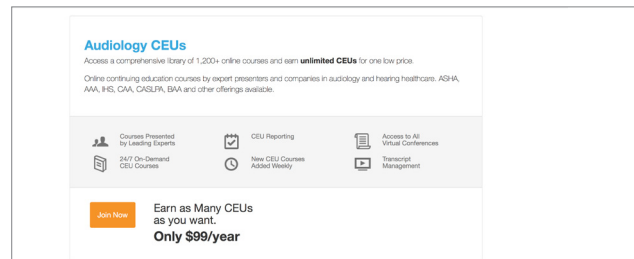 Audiology CEUs
Access a comprehensive library of 1,200+ online courses and earn unlimited CEUs for one low price.
Online continuing education courses by expert presenters and companies in audiology and hearing healthcare. ASHA,
AAA, IHS, CAA, CASLPA, BAA and other offerings available.
Courses Presented
by Leading Experts
CEU Reporting
Access to All
Virtual Conferences
24/7 On-Demand
CEU Courses
New CEU Courses
Added Weekly
Transcript
Management
Join Now
Earn as Many CEUs
as you want.
Only $99/year